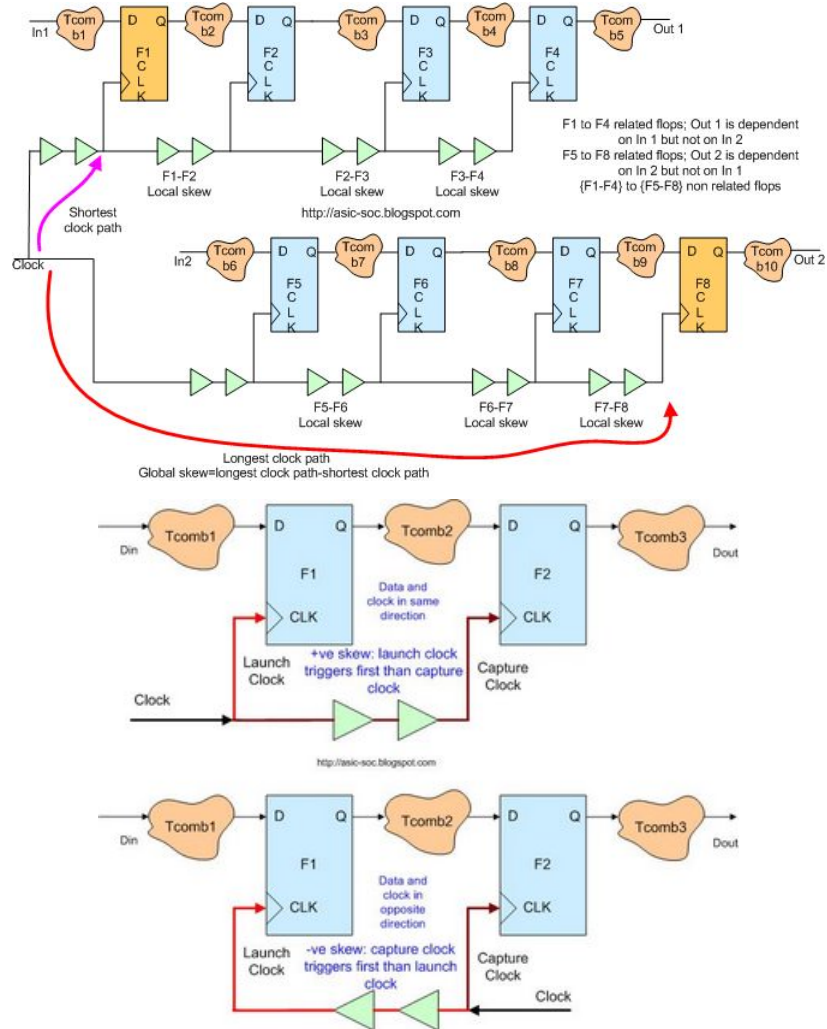 In1
Tcom
b1
D Q
F1
C
L
K
Tcom
b2
D Q
F2
C
L
K
Tcom
b3
D Q
F3
C
L
K
Tcom
b4
D Q
F4
C
L
K
Tcom
b5
Out 1
F1 to F4 related flops; Out 1 is dependent
on In 1 but not on In 2
F5 to F8 related flops; Out 2 is dependent
on In 2 but not on In 1
{F1-F4} to {F5-F8} non related flops
F1-F2
Local skew
F2-F3
Local skew
F3-F4
Local skew
Shortest
clock path
http://asic-soc.blogspot.com
Clock
In2
Tcom
b6
D Q
F5
C
L
K
Tcom
b7
D Q
F6
C
L
K
Tcom
b8
D Q
F7
C
L
K
Tcom
b9
D Q
F8
C
L
K
Tcom
b10
Out 2
F5-F6
Local skew
F6-F7
Local skew
F7-F8
Local skew
Longest clock path
Global skew=longest clock path-shortest clock path
Din
Tcomb1
D Q
F1
CLK
Tcomb2
D Q
F2
CLK
Tcomb3
Dout
Data and
clock in same
direction
+ve skew: launch clock
triggers first than capture
clock
Launch
Clock
Capture
Clock
Clock
http://asic-soc.blogspot.com
Din
Tcomb1
D Q
F1
CLK
Tcomb2
D Q
F2
CLK
Tcomb3
Dout
Data and
clock in
opposite
direction
-ve skew: capture clock
triggers first than launch
clock
Launch
Clock
Capture
Clock
Clock